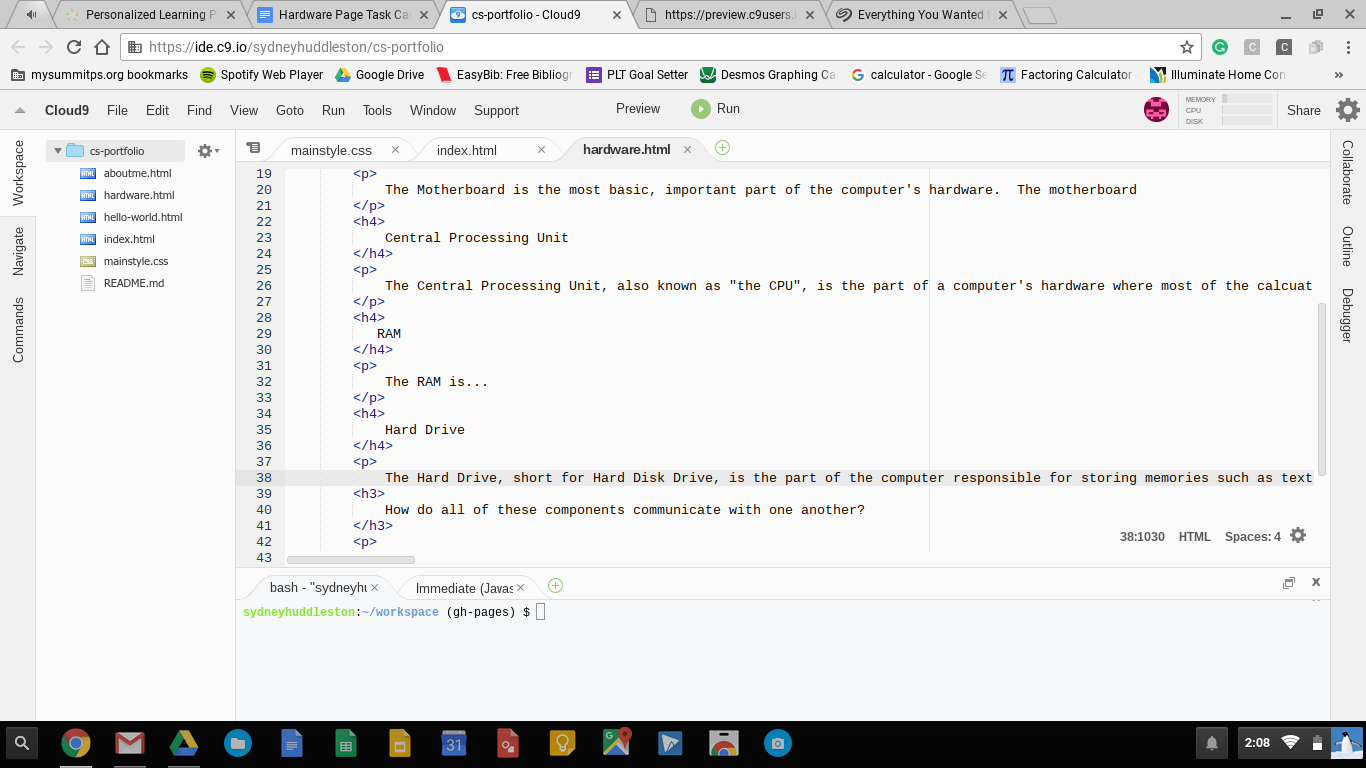 Personalized Learning P
Hardware Page Task Ca
cs-portfolio - Cloud9
https://preview.c9users.i
Everything You Wanted t
https://ide.c9.io/sydneyhuddleston/cs-portfolio
mysummitps.org bookmarks
Spotify Web Player
Google Drive
EasyBib: Free Bibliogr
PLT Goal Setter
Desmos Graphing Ca
calculator - Google Se
Factoring Calculator -
Illuminate Home Con
»
Cloud9 File Edit Find View Goto Run Tools Window Support Preview Run
MEMORY
CPU
DISK
Share
Workspace
Navigate
Commands
cs-portfolio
aboutme.html
hardware.html
hello-world.html
index.html
mainstyle.css
README.md
mainstyle.css index.html hardware.html
19 <p>
20 The Motherboard is the most basic, important part of the computer's hardware.  The motherboard
21 </p>
22 <h4>
23 Central Processing Unit
24 </h4>
25 <p>
26 The Central Processing Unit, also known as "the CPU", is the part of a computer's hardware where most of the calcuat
27 </p>
28 <h4>
29 RAM
30 </h4>
31 <p>
32 The RAM is...
33 </p>
34 <h4>
35 Hard Drive
36 </h4>
37 <p>
38 The Hard Drive, short for Hard Disk Drive, is the part of the computer responsible for storing memories such as text
39 <h3>
40 How do all of these components communicate with one another?
41 </h3>
42 <p>
43
38:1030 HTML Spaces: 4
Collaborate
Outline
Debugger
bash - "sydneyhu Immediate (Javas
sydneyhuddleston:~/workspace (gh-pages) $
31
2:08